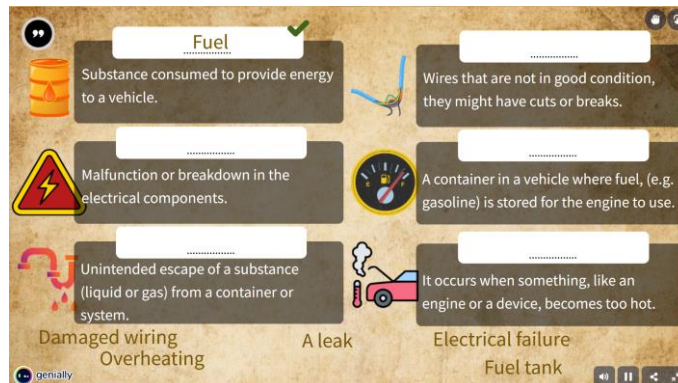 Fuel
Substance consumed to provide energy
to a vehicle.
Wires that are not in good condition,
they might have cuts or breaks.
Malfunction or breakdown in the
electrical components.
A container in a vehicle where fuel, (e.g.
gasoline) is stored for the engine to use.
Unintended escape of a substance
(liquid or gas) from a container or
system.
It occurs when something, like an
engine or a device, becomes too hot.
Damaged wiring
A leak
Electrical failure
Overheating
Fuel tank
genially